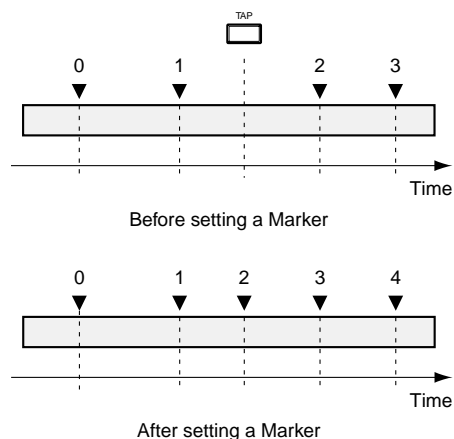 TAP
0 1 2 3
Time
Before setting a Marker
0 1 2 3 4
Time
After setting a Marker